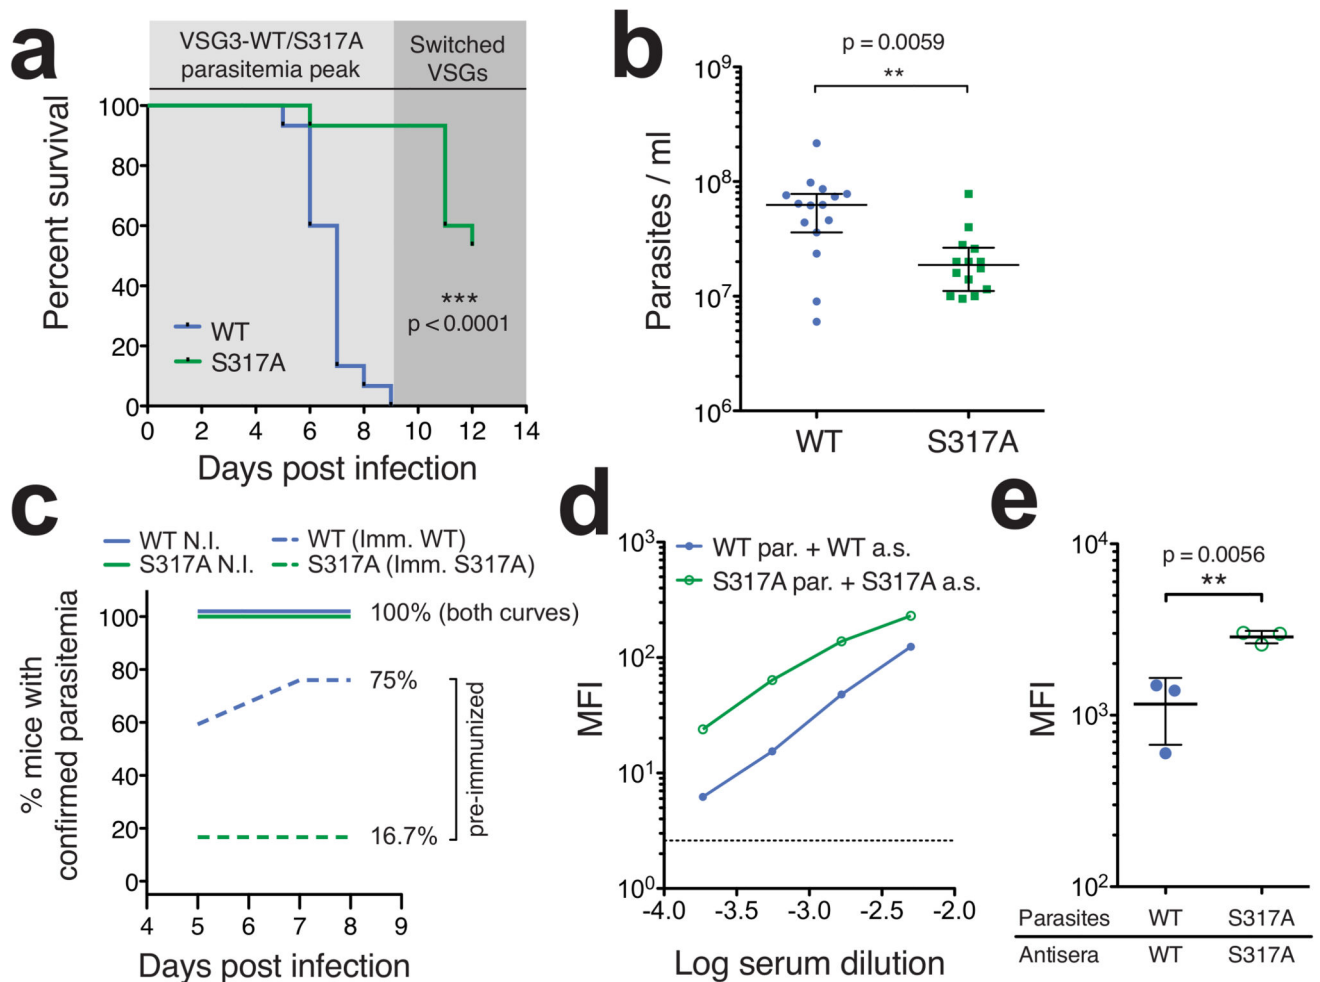 a
VSG3-WT/S317A
parasitemia peak
Switched
VSGs
Percent survival
100
80
60
40
20
0
WT
S317A
***
p < 0.0001
0 2 4 6 8 10 12 14
Days post infection
b
p = 0.0059
**
Parasites / ml
10⁹
10⁸
10⁷
10⁶
WT S317A
c
WT N.I. WT (Imm. WT)
S317A N.I. S317A (Imm. S317A)
% mice with
confirmed parasitemia
100
80
60
40
20
0
100% (both curves)
75%
16.7%
pre-immunized
4 5 6 7 8 9
Days post infection
d
WT par. + WT a.s.
S317A par. + S317A a.s.
MFI
10³
10²
10¹
10⁰
-4.0 -3.5 -3.0 -2.5 -2.0
Log serum dilution
e
p = 0.0056
**
MFI
10⁴
10³
10²
Parasites WT S317A
Antisera WT S317A